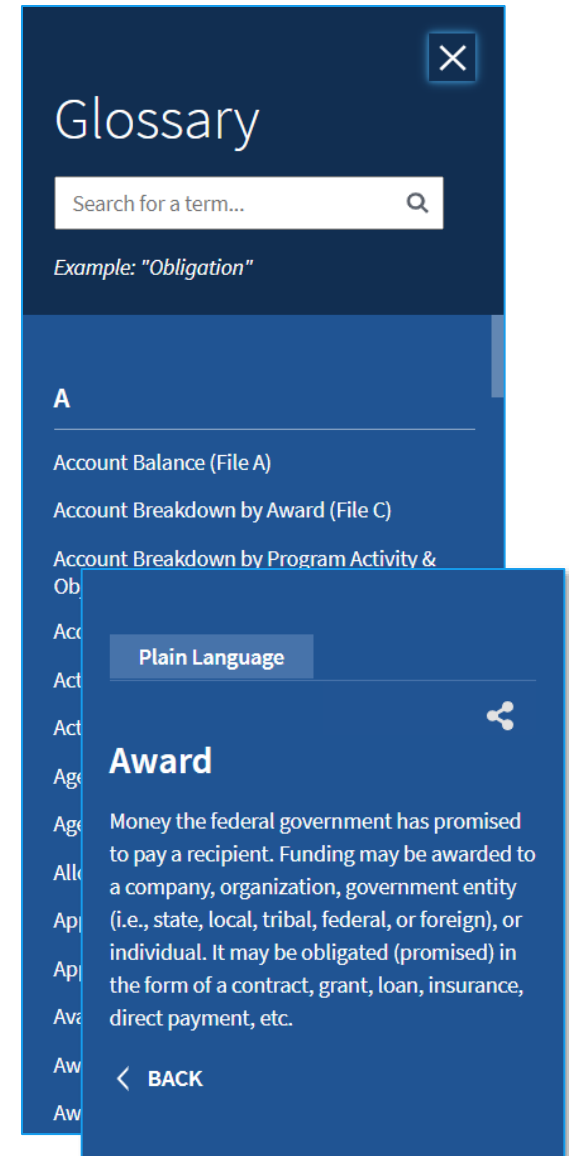 Glossary
Search for a term...
Example: "Obligation"
A
Account Balance (File A)
Account Breakdown by Award (File C)
Account Breakdown by Program Activity &
Plain Language
Award
Money the federal government has promised
to pay a recipient. Funding may be awarded to
a company, organization, government entity
(i.e., state, local, tribal, federal, or foreign), or
individual. It may be obligated (promised) in
the form of a contract, grant, loan, insurance,
direct payment, etc.
BACK